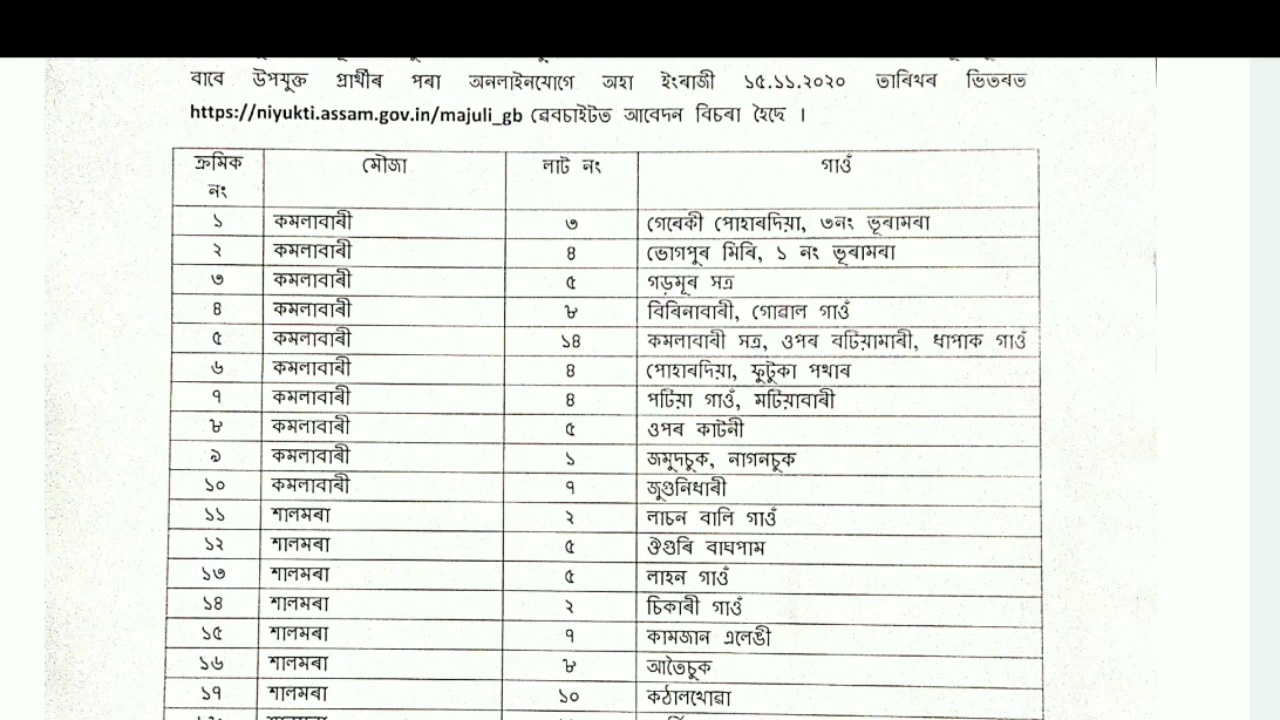 বাবে উপযুক্ত প্ৰাৰ্থীৰ পৰা অনলাইনযোগে অহা ইংৰাজী ১৫.১১.২০২০ তাৰিখৰ ভিতৰত
https://niyukti.assam.gov.in/majuli_gb ৱেবচাইটত আবেদন বিচৰা হৈছে ।
ক্ৰমিক নং মৌজা লাট নং গাওঁ
১ কমলাবাৰী ৩ গেৰেকী পোহাৰদিয়া, ৩নং ভূৰামৰা
২ কমলাবাৰী ৪ ভোগপুৰ মিৰি, ১ নং ভূৰামৰা
৩ কমলাবাৰী ৫ গড়মূৰ সত্ৰ
৪ কমলাবাৰী ৮ বিৰিনাবাৰী, গোৱাল গাওঁ
৫ কমলাবাৰী ১৪ কমলাবাৰী সত্ৰ, ওপৰ বঢিয়ামাৰী, ধাপাক গাওঁ
৬ কমলাবাৰী ৪ পোহাৰদিয়া, ফুটুকা পথাৰ
৭ কমলাবাৰী ৪ পটিয়া গাওঁ, মটিয়াবাৰী
৮ কমলাবাৰী ৫ ওপৰ কাটনী
৯ কমলাবাৰী ১ জমুদচুক, নাগনচুক
১০ কমলাবাৰী ৭ জুগুনিধাৰী
১১ শালমৰা ২ লাচন বালি গাওঁ
১২ শালমৰা ৫ ঔগুৰি বাঘপাম
১৩ শালমৰা ৫ লাহন গাওঁ
১৪ শালমৰা ২ চিকাৰী গাওঁ
১৫ শালমৰা ৭ কামজান এলেঙী
১৬ শালমৰা ৮ আতৈচুক
১৭ শালমৰা ১০ কঠালখোৱা